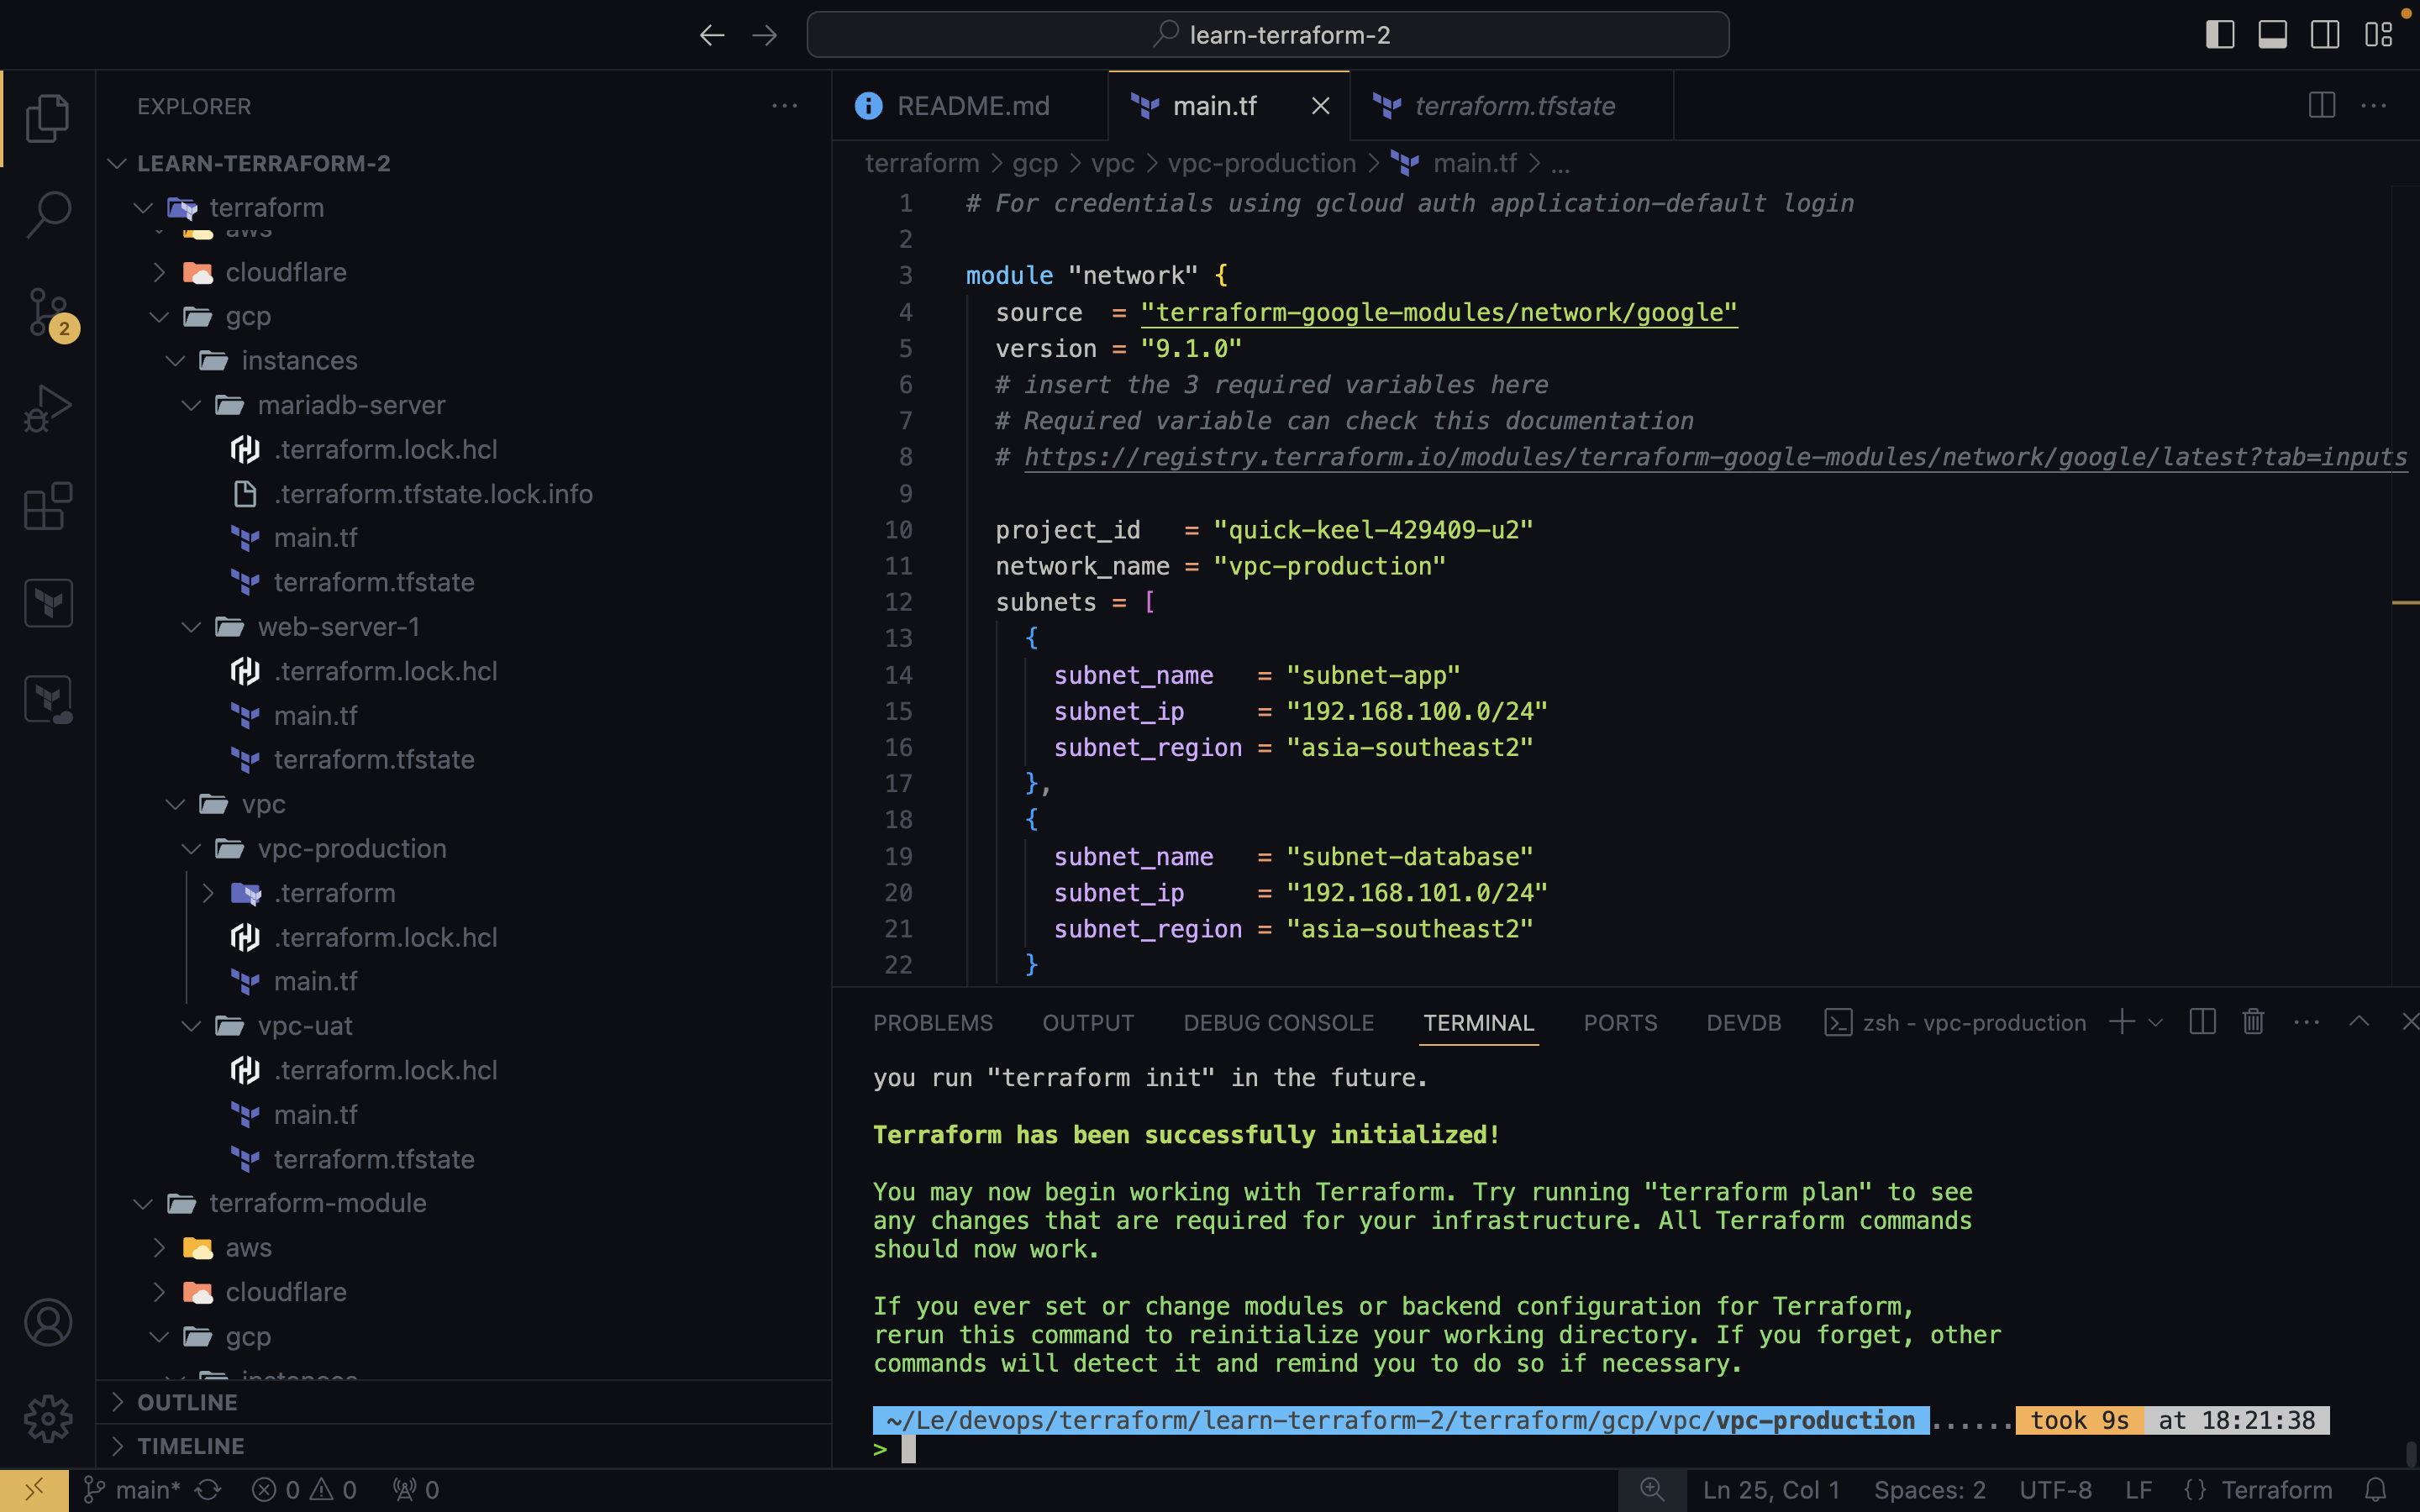 learn-terraform-2
EXPLORER
LEARN-TERRAFORM-2
terraform
aws
cloudflare
gcp
instances
mariadb-server
.terraform.lock.hcl
.terraform.tfstate.lock.info
main.tf
terraform.tfstate
web-server-1
.terraform.lock.hcl
main.tf
terraform.tfstate
vpc
vpc-production
.terraform
.terraform.lock.hcl
main.tf
vpc-uat
.terraform.lock.hcl
main.tf
terraform.tfstate
terraform-module
aws
cloudflare
gcp
instances
OUTLINE
TIMELINE
2
README.md
main.tf
terraform.tfstate
terraform > gcp > vpc > vpc-production > main.tf > ...
1 # For credentials using gcloud auth application-default login
2
3 module "network" {
4 source = "terraform-google-modules/network/google"
5 version = "9.1.0"
6 # insert the 3 required variables here
7 # Required variable can check this documentation
8 # https://registry.terraform.io/modules/terraform-google-modules/network/google/latest?tab=inputs
9
10 project_id = "quick-keel-429409-u2"
11 network_name = "vpc-production"
12 subnets = [
13 {
14 subnet_name = "subnet-app"
15 subnet_ip = "192.168.100.0/24"
16 subnet_region = "asia-southeast2"
17 },
18 {
19 subnet_name = "subnet-database"
20 subnet_ip = "192.168.101.0/24"
21 subnet_region = "asia-southeast2"
22 }
PROBLEMS OUTPUT DEBUG CONSOLE TERMINAL PORTS DEVDB zsh - vpc-production
you run "terraform init" in the future.
Terraform has been successfully initialized!
You may now begin working with Terraform. Try running "terraform plan" to see
any changes that are required for your infrastructure. All Terraform commands
should now work.
If you ever set or change modules or backend configuration for Terraform,
rerun this command to reinitialize your working directory. If you forget, other
commands will detect it and remind you to do so if necessary.
~/Le/devops/terraform/learn-terraform-2/terraform/gcp/vpc/vpc-production ...... took 9s at 18:21:38
>
main* 0 0 0 Ln 25, Col 1 Spaces: 2 UTF-8 LF {} Terraform